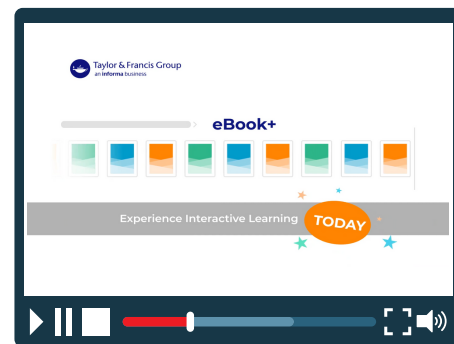 Taylor & Francis Group
an informa business
eBook+
Experience Interactive Learning
TODAY